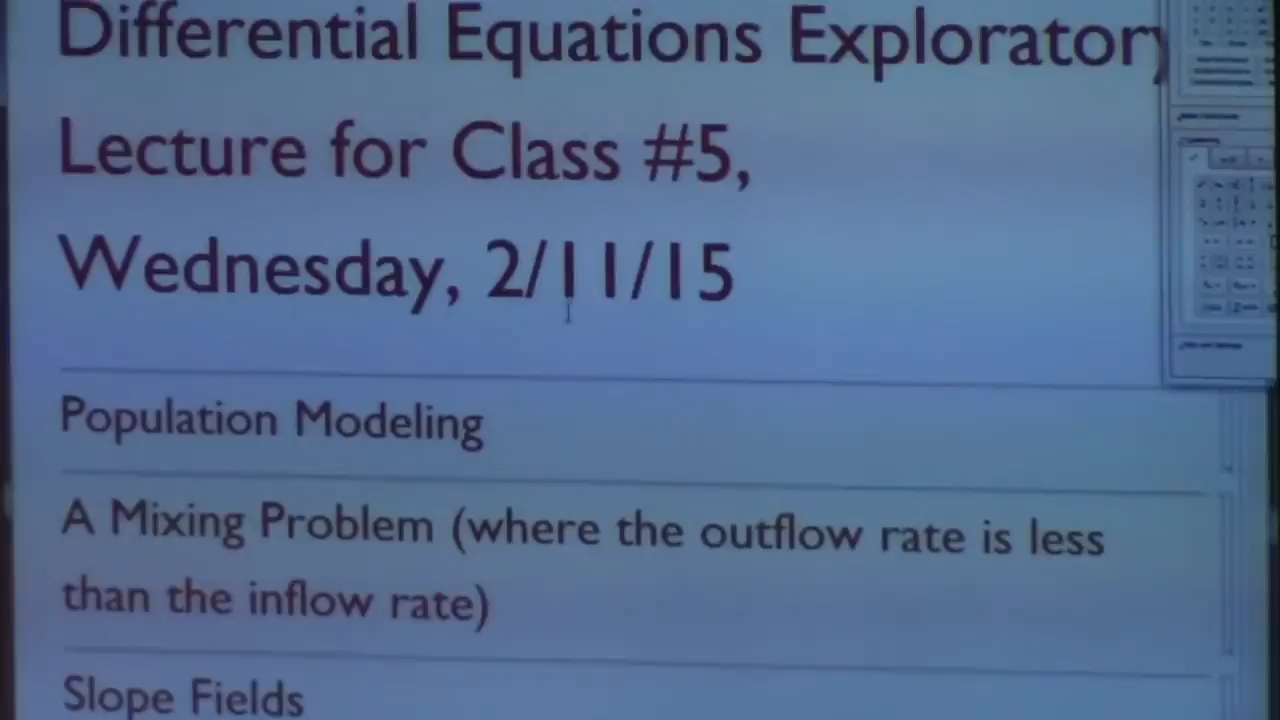 Differential Equations Exploratory
Lecture for Class #5,
Wednesday, 2/11/15
Population Modeling
A Mixing Problem (where the outflow rate is less
than the inflow rate)
Slope Fields